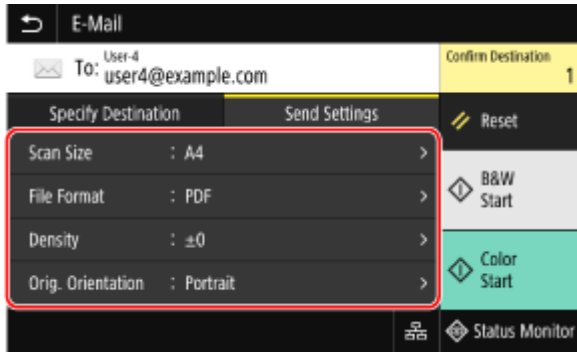 E-Mail
To: User-4
user4@example.com
Confirm Destination
1
Specify Destination
Send Settings
Reset
Scan Size : A4
File Format : PDF
B&W
Start
Density : ±0
Orig. Orientation : Portrait
Color
Start
Status Monitor